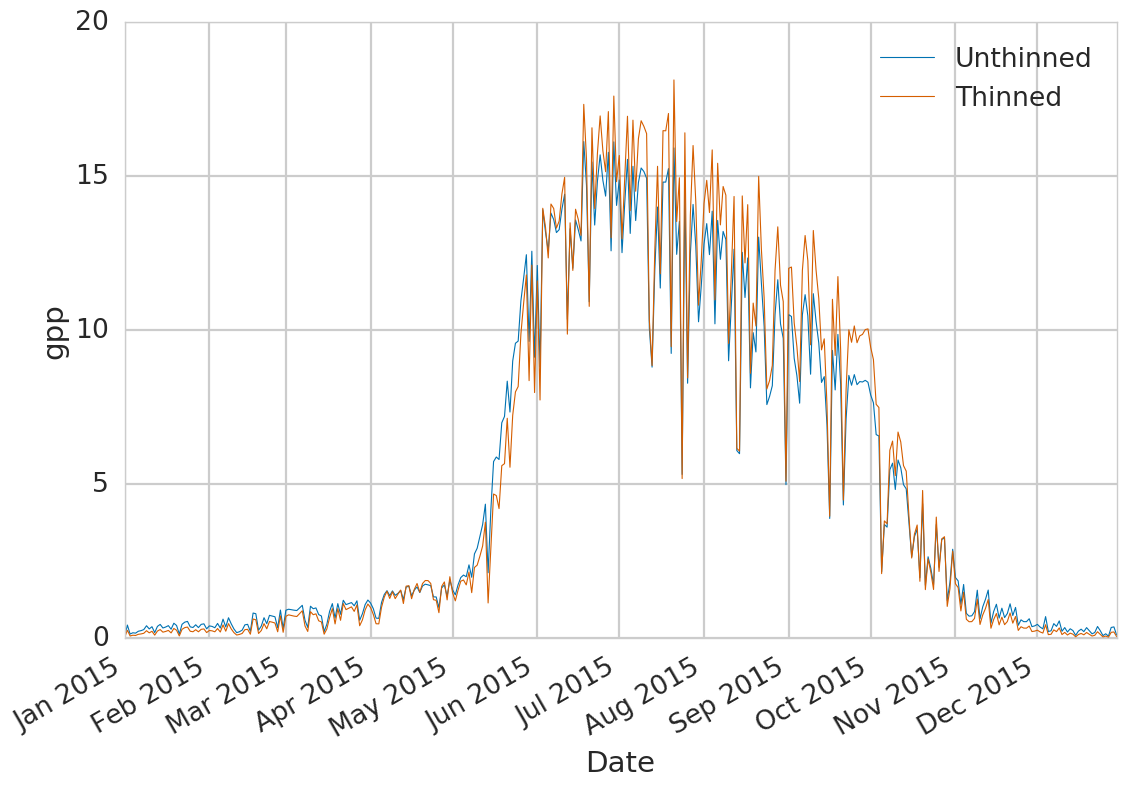 20
15
10
5
0
gpp
Unthinned
Thinned
Jan 2015
Feb 2015
Mar 2015
Apr 2015
May 2015
Jun 2015
Jul 2015
Aug 2015
Sep 2015
Oct 2015
Nov 2015
Dec 2015
Date